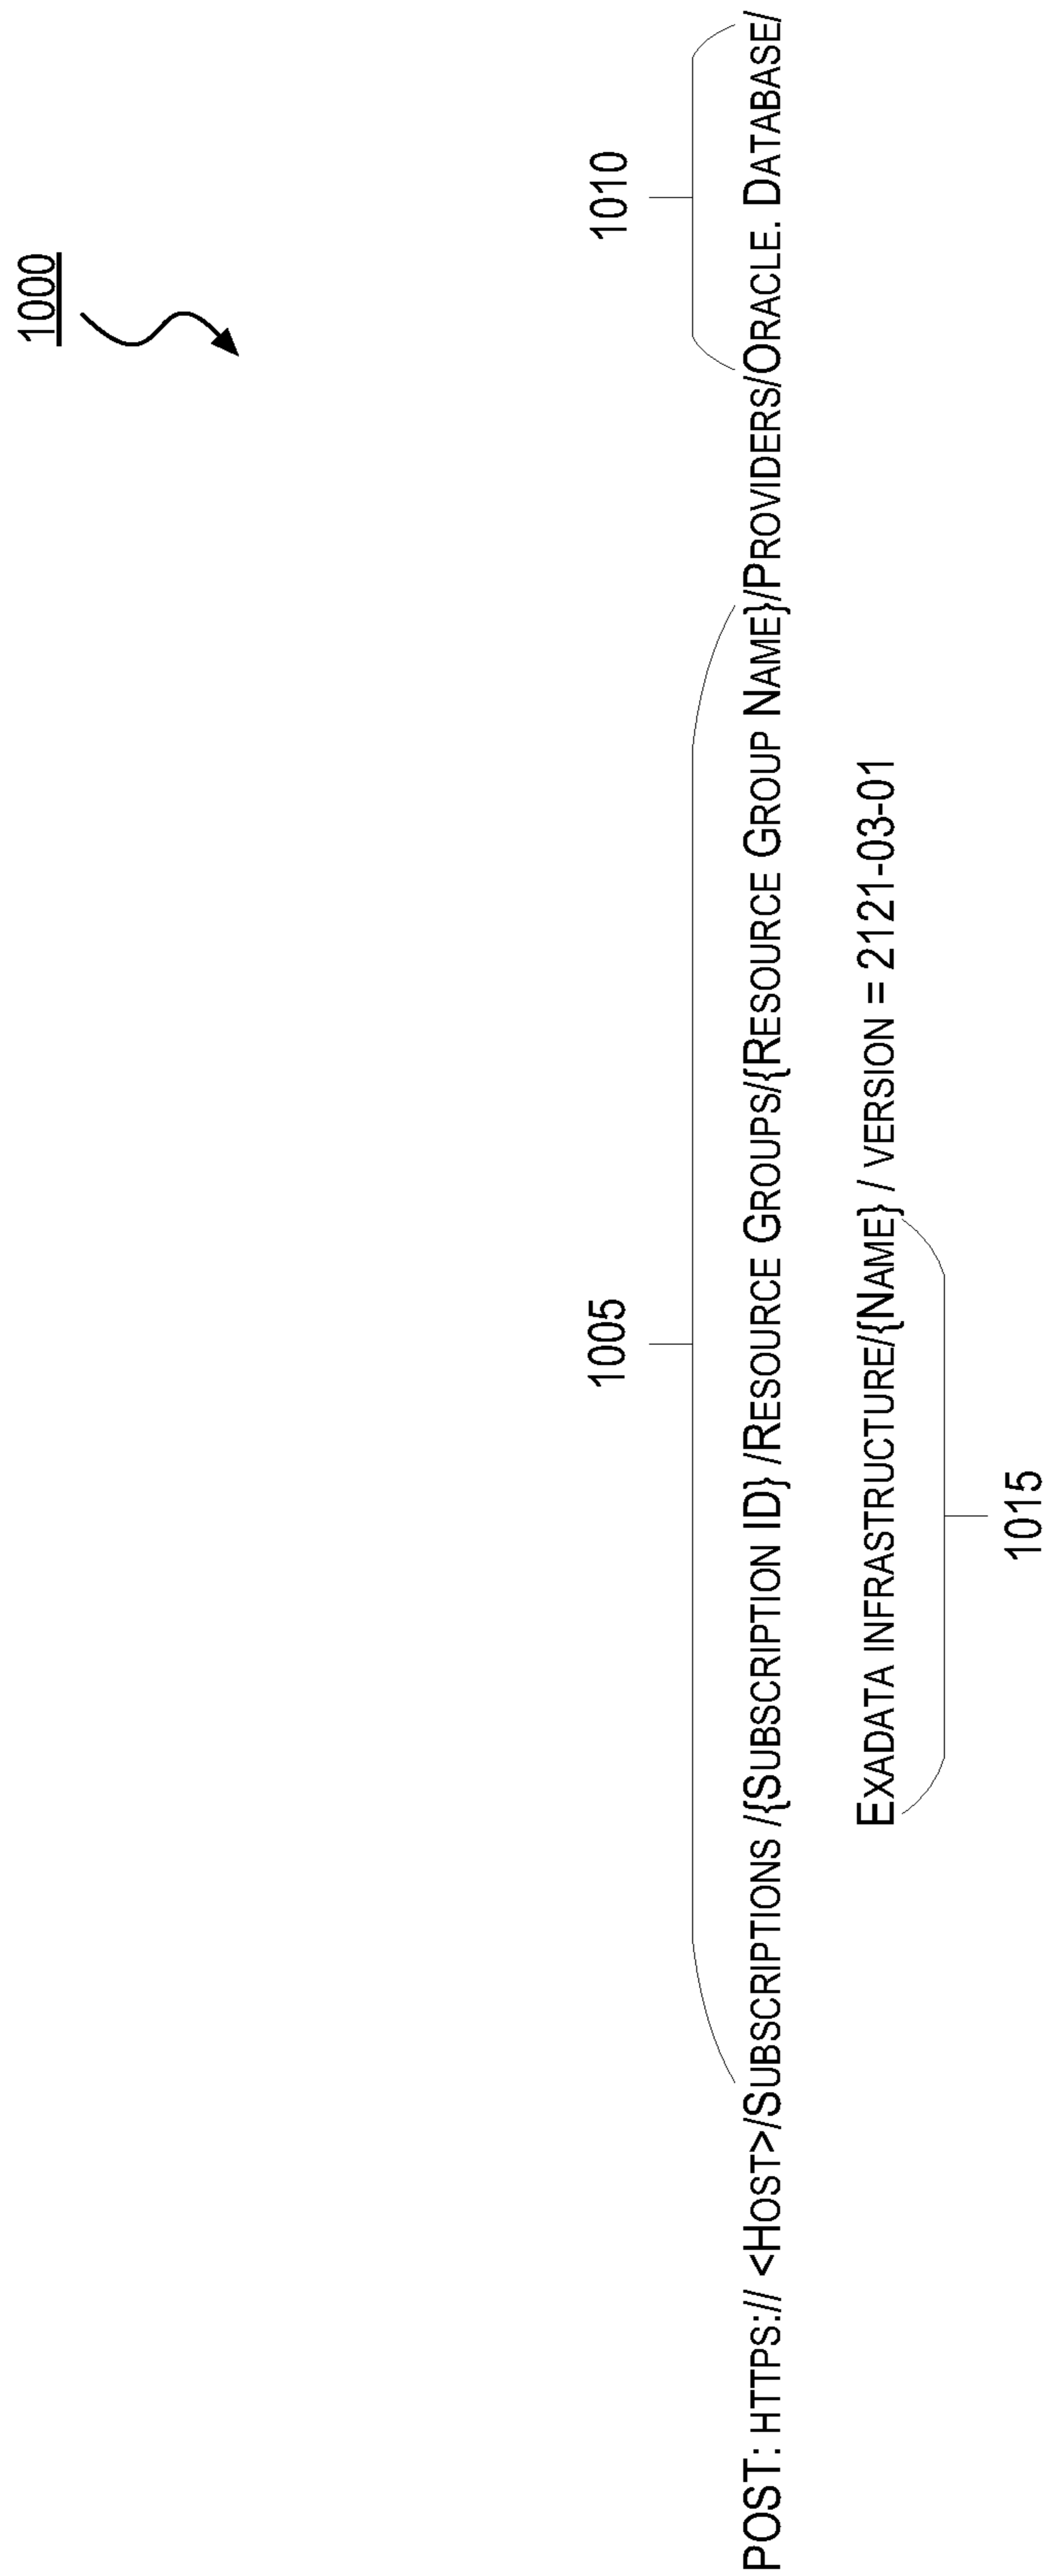 1000
1005
1010
POST: HTTPS:// <HOST>/SUBSCRIPTIONS /{SUBSCRIPTION ID} /RESOURCE GROUPS/{RESOURCE GROUP NAME}/PROVIDERS/ORACLE. DATABASE/
EXADATA INFRASTRUCTURE/{NAME} / VERSION = 2121-03-01
1015